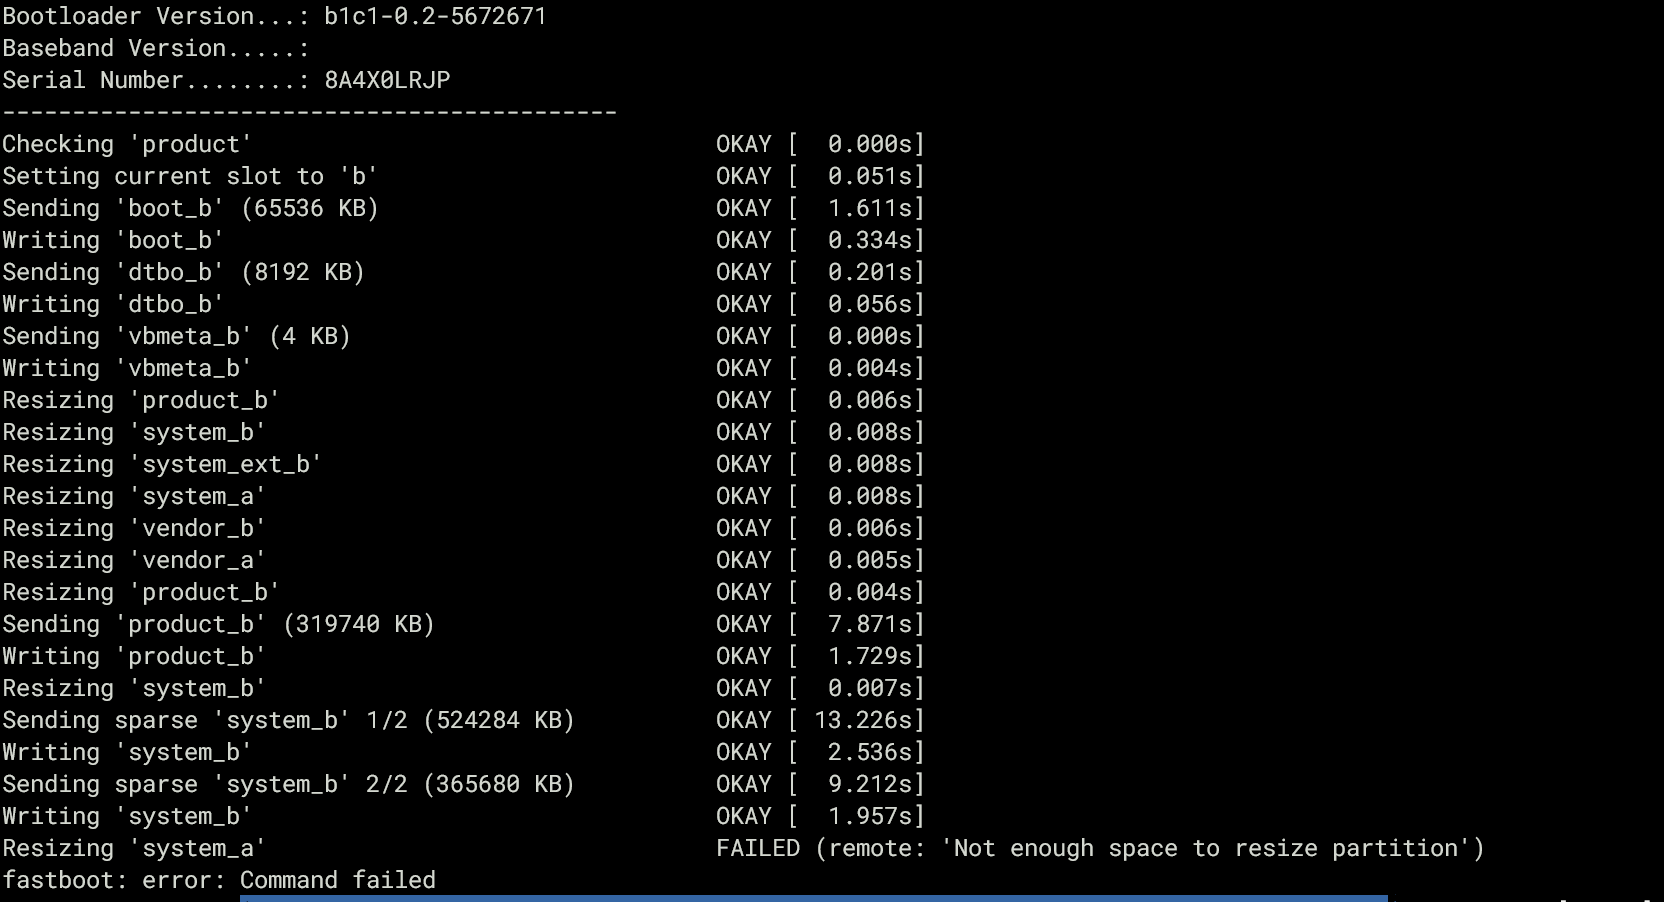 Bootloader Version...: b1c1-0.2-5672671
Baseband Version.....:
Serial Number........: 8A4X0LRJP
--------------------------------------------
Checking 'product' OKAY [  0.000s]
Setting current slot to 'b' OKAY [  0.051s]
Sending 'boot_b' (65536 KB) OKAY [  1.611s]
Writing 'boot_b' OKAY [  0.334s]
Sending 'dtbo_b' (8192 KB) OKAY [  0.201s]
Writing 'dtbo_b' OKAY [  0.056s]
Sending 'vbmeta_b' (4 KB) OKAY [  0.000s]
Writing 'vbmeta_b' OKAY [  0.004s]
Resizing 'product_b' OKAY [  0.006s]
Resizing 'system_b' OKAY [  0.008s]
Resizing 'system_ext_b' OKAY [  0.008s]
Resizing 'system_a' OKAY [  0.008s]
Resizing 'vendor_b' OKAY [  0.006s]
Resizing 'vendor_a' OKAY [  0.005s]
Resizing 'product_b' OKAY [  0.004s]
Sending 'product_b' (319740 KB) OKAY [  7.871s]
Writing 'product_b' OKAY [  1.729s]
Resizing 'system_b' OKAY [  0.007s]
Sending sparse 'system_b' 1/2 (524284 KB) OKAY [ 13.226s]
Writing 'system_b' OKAY [  2.536s]
Sending sparse 'system_b' 2/2 (365680 KB) OKAY [  9.212s]
Writing 'system_b' OKAY [  1.957s]
Resizing 'system_a' FAILED (remote: 'Not enough space to resize partition')
fastboot: error: Command failed